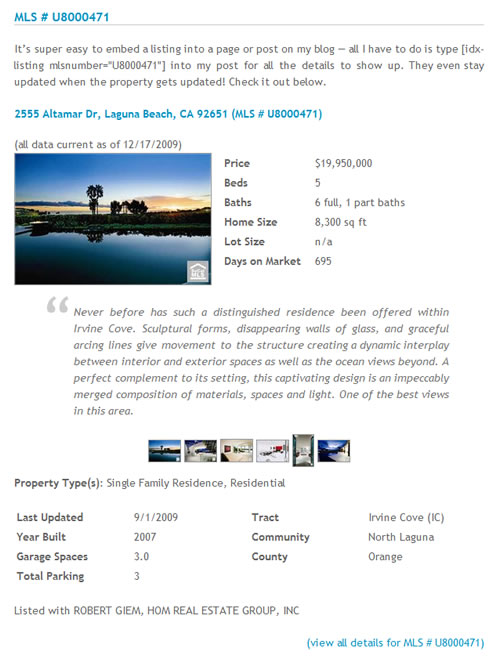 MLS # U8000471
It's super easy to embed a listing into a page or post on my blog — all I have to do is type [idx-
listing mlsnumber="U8000471"] into my post for all the details to show up. They even stay
updated when the property gets updated! Check it out below.
2555 Altamar Dr, Laguna Beach, CA 92651 (MLS # U8000471)
(all data current as of 12/17/2009)
Price $19,950,000
Beds 5
Baths 6 full, 1 part baths
Home Size 8,300 sq ft
Lot Size n/a
Days on Market 695
MLS
“
Never before has such a distinguished residence been offered within
Irvine Cove. Sculptural forms, disappearing walls of glass, and graceful
arcing lines give movement to the structure creating a dynamic interplay
between interior and exterior spaces as well as the ocean views beyond. A
perfect complement to its setting, this captivating design is an impeccably
merged composition of materials, spaces and light. One of the best views
in this area.
Property Type(s): Single Family Residence, Residential
Last Updated 9/1/2009 Tract Irvine Cove (IC)
Year Built 2007 Community North Laguna
Garage Spaces 3.0 County Orange
Total Parking 3
Listed with ROBERT GIEM, HOM REAL ESTATE GROUP, INC
(view all details for MLS # U8000471)